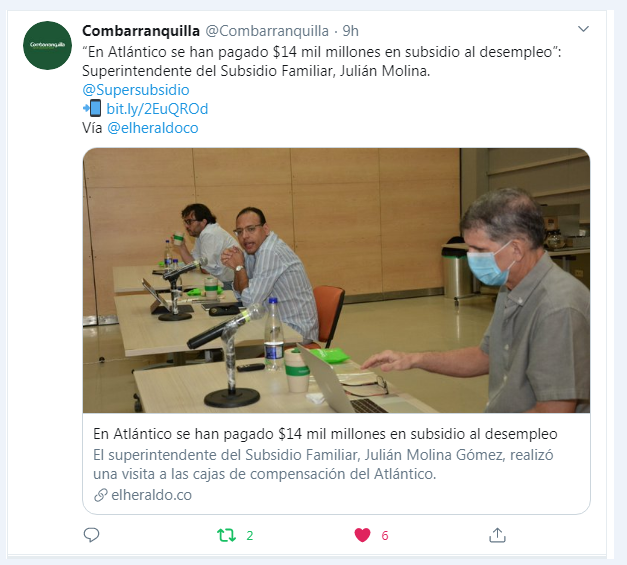 Combarranquilla
Combarranquilla @Combarranquilla · 9h
“En Atlántico se han pagado $14 mil millones en subsidio al desempleo”:
Superintendente del Subsidio Familiar, Julián Molina.
@Supersubsidio
bit.ly/2EuQROd
Vía @elheraldoco
En Atlántico se han pagado $14 mil millones en subsidio al desempleo
El superintendente del Subsidio Familiar, Julián Molina Gómez, realizó
una visita a las cajas de compensación del Atlántico.
elheraldo.co
2
6